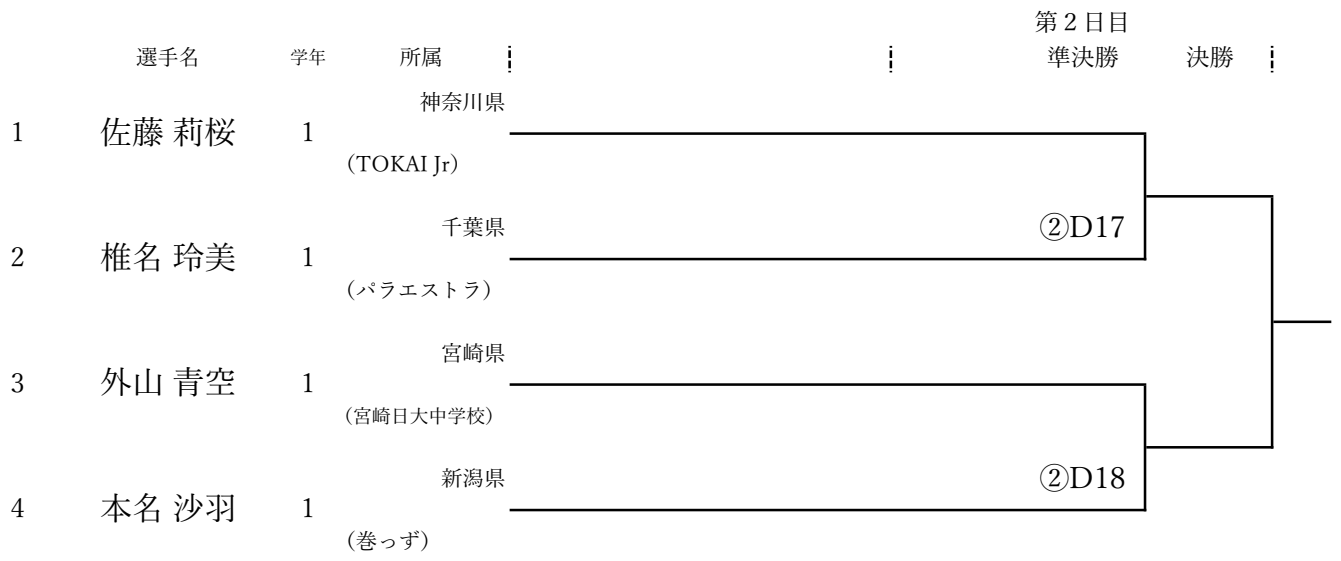 第２日目
選手名 学年 所属 準決勝 決勝
神奈川県
1 佐藤 莉桜 1
（TOKAI Jr）
千葉県 ②D17
2 椎名 玲美 1
（パラエストラ）
宮崎県
3 外山 青空 1
（宮崎日大中学校）
新潟県 ②D18
4 本名 沙羽 1
（巻っず）